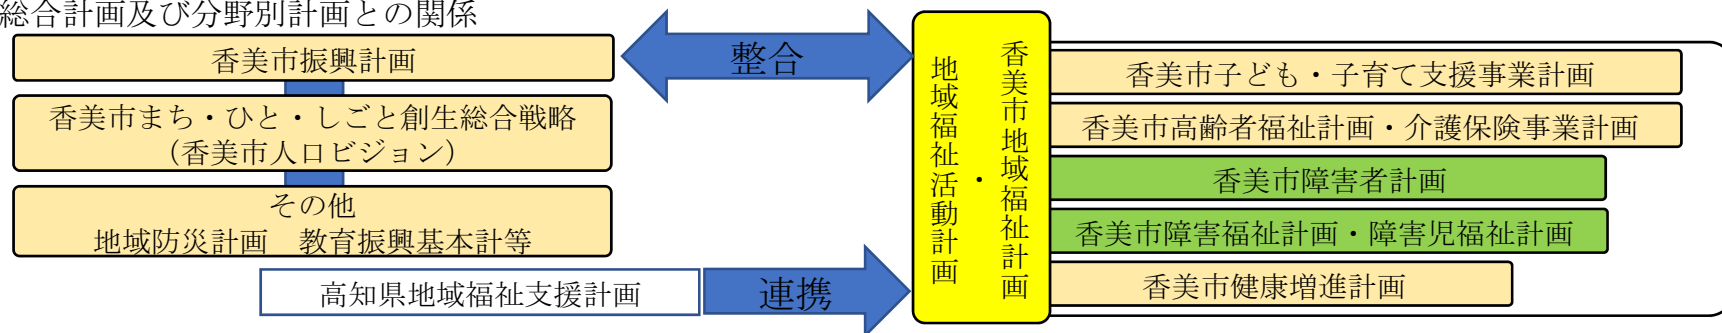 総合計画及び分野別計画との関係
香美市振興計画
香美市まち・ひと・しごと創生総合戦略
（香美市人口ビジョン）
その他
地域防災計画　教育振興基本計等
高知県地域福祉支援計画
整合
連携
香美市地域福祉計画・
地域福祉活動計画
香美市子ども・子育て支援事業計画
香美市高齢者福祉計画・介護保険事業計画
香美市障害者計画
香美市障害福祉計画・障害児福祉計画
香美市健康増進計画